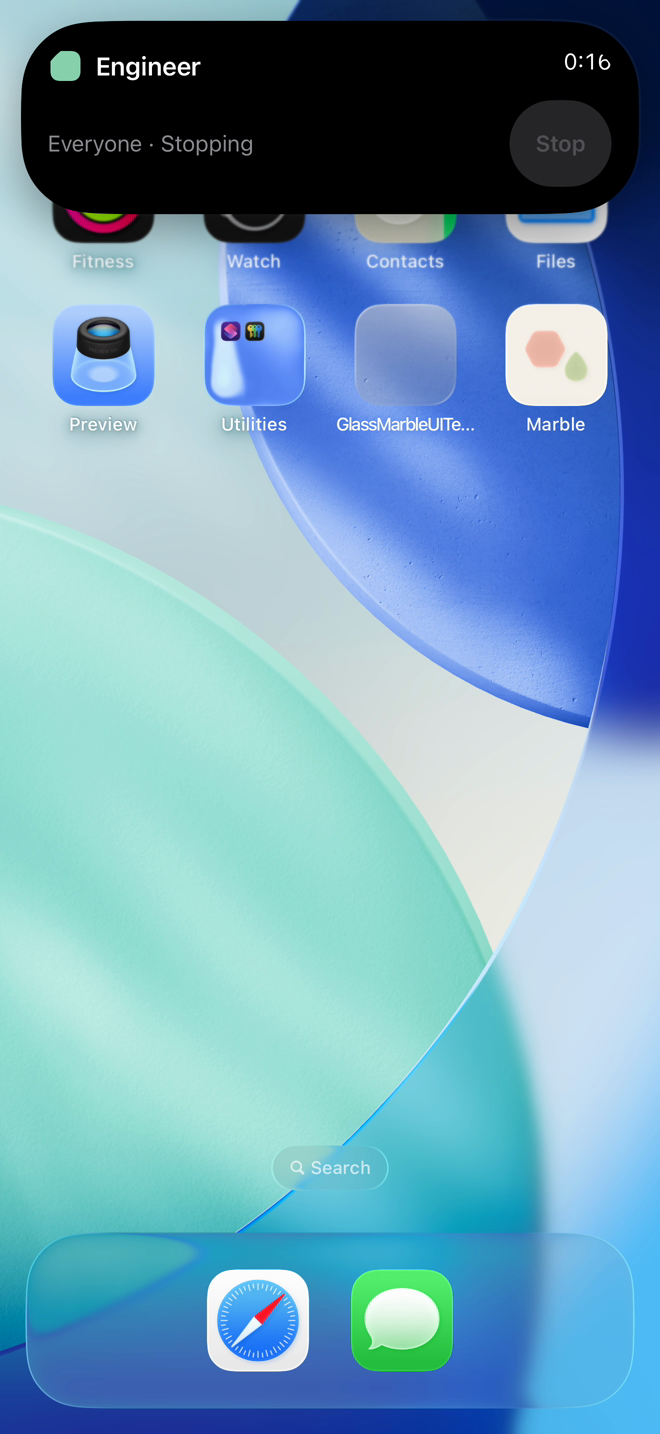 Engineer
0:16
Everyone · Stopping
Stop
Fitness
Watch
Contacts
Files
Preview
Utilities
GlassMarbleUITe...
Marble
Search